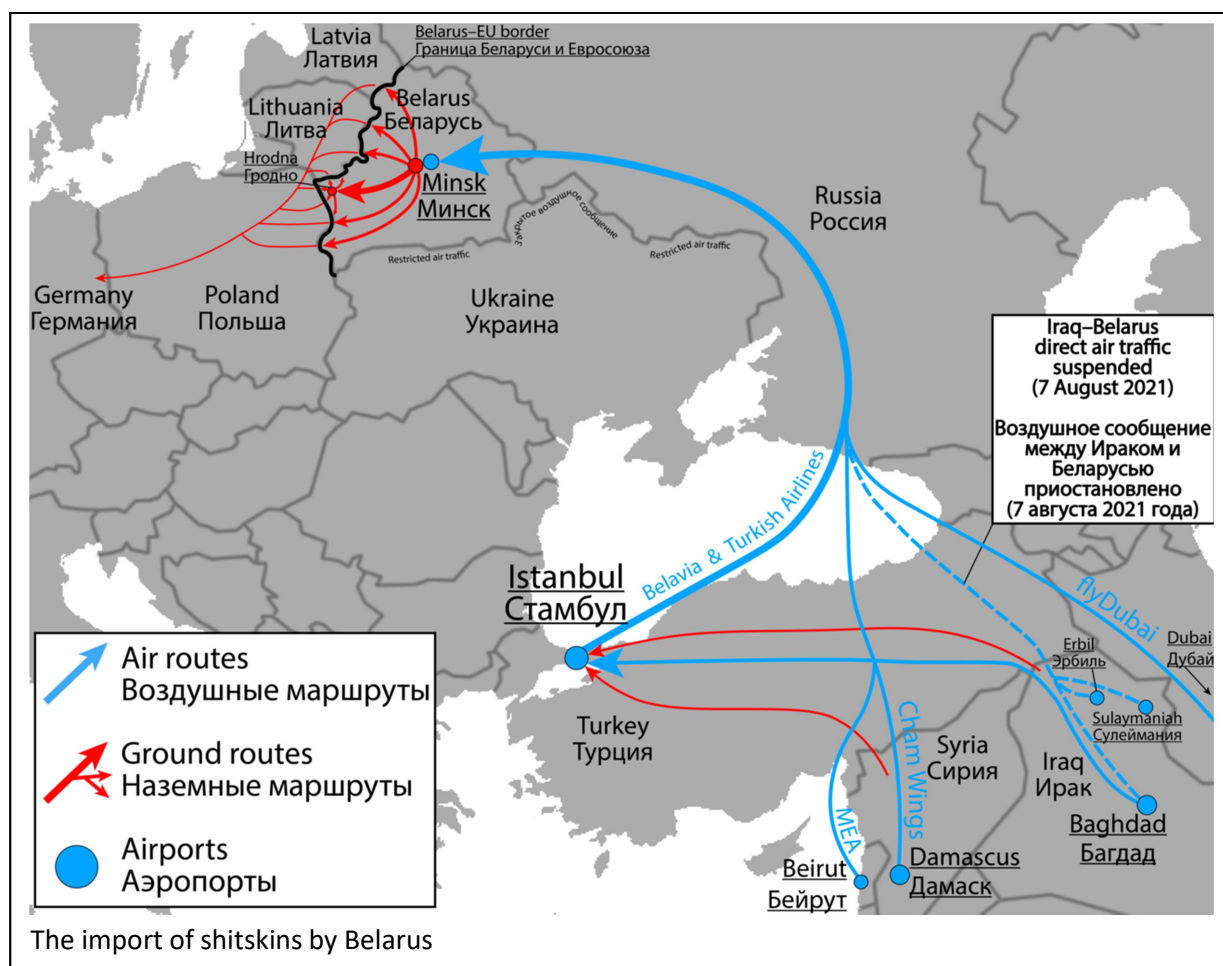 Latvia
Латвия
Belarus–EU border
Граница Беларуси и Евросоюза
Lithuania
Литва
Belarus
Беларусь
Hrodna
Гродно
Minsk
Минск
Russia
Россия
Закрытое воздушное сообщение
Restricted air traffic
Restricted air traffic
Germany
Германия
Poland
Польша
Ukraine
Украина
Iraq–Belarus
direct air traffic
suspended
(7 August 2021)
Воздушное сообщение
между Ираком и
Беларусью
приостановлено
(7 августа 2021 года)
Belavia & Turkish Airlines
Istanbul
Стамбул
flyDubai
Dubai
Дубай
Erbil
Эрбиль
Sulaymaniah
Сулеймания
Turkey
Турция
Cham Wings
Syria
Сирия
Iraq
Ирак
MEA
Baghdad
Багдад
Beirut
Бейрут
Damascus
Дамаск
Air routes
Воздушные маршруты
Ground routes
Наземные маршруты
Airports
Аэропорты
The import of shitskins by Belarus